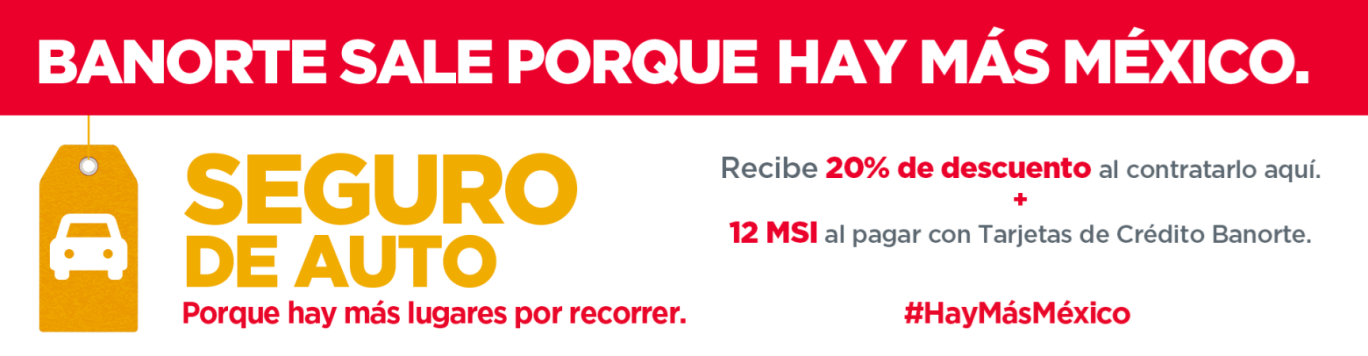 BANORTE SALE PORQUE HAY MÁS MÉXICO.
SEGURO
DE AUTO
Porque hay más lugares por recorrer.
Recibe 20% de descuento al contratarlo aquí.
+
12 MSI al pagar con Tarjetas de Crédito Banorte.
#HayMásMéxico